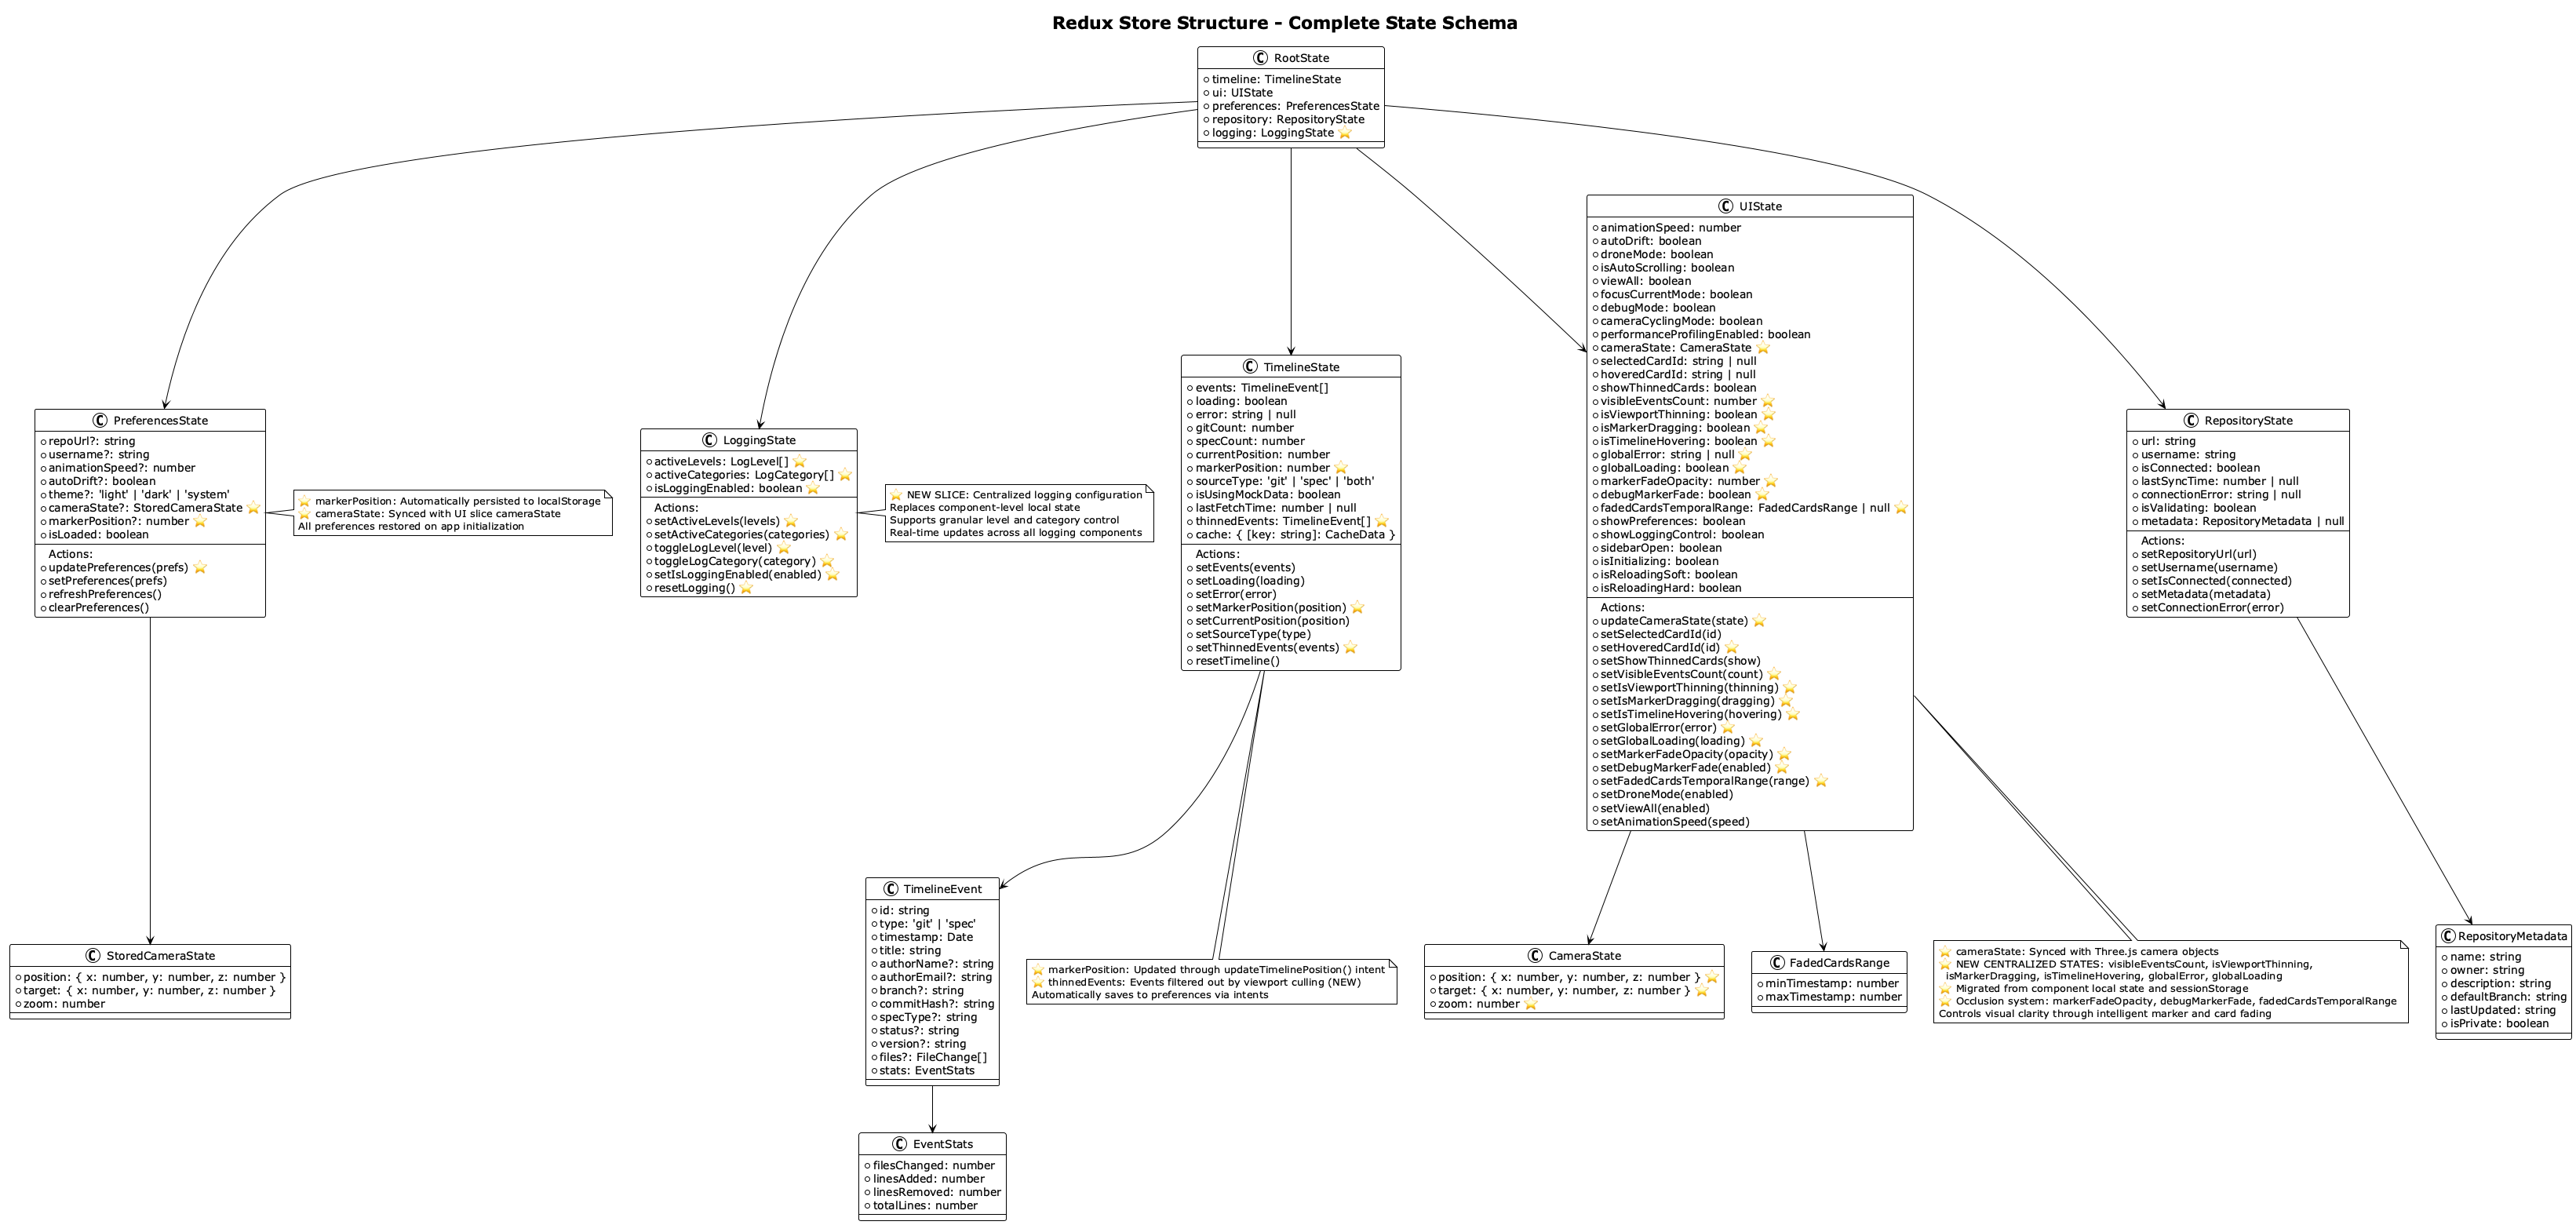 Redux Store Structure - Complete State Schema
C RootState
timeline: TimelineState
ui: UIState
preferences: PreferencesState
repository: RepositoryState
logging: LoggingState ⭐
C UIState
animationSpeed: number
autoDrift: boolean
droneMode: boolean
isAutoScrolling: boolean
viewAll: boolean
focusCurrentMode: boolean
debugMode: boolean
cameraCyclingMode: boolean
performanceProfilingEnabled: boolean
cameraState: CameraState ⭐
selectedCardId: string | null
hoveredCardId: string | null
showThinnedCards: boolean
visibleEventsCount: number ⭐
isViewportThinning: boolean ⭐
isMarkerDragging: boolean ⭐
isTimelineHovering: boolean ⭐
globalError: string | null ⭐
globalLoading: boolean ⭐
markerFadeOpacity: number ⭐
debugMarkerFade: boolean ⭐
fadedCardsTemporalRange: FadedCardsRange | null ⭐
showPreferences: boolean
showLoggingControl: boolean
sidebarOpen: boolean
isInitializing: boolean
isReloadingSoft: boolean
isReloadingHard: boolean
Actions:
updateCameraState(state) ⭐
setSelectedCardId(id)
setHoveredCardId(id) ⭐
setShowThinnedCards(show)
setVisibleEventsCount(count) ⭐
setIsViewportThinning(thinning) ⭐
setIsMarkerDragging(dragging) ⭐
setIsTimelineHovering(hovering) ⭐
setGlobalError(error) ⭐
setGlobalLoading(loading) ⭐
setMarkerFadeOpacity(opacity) ⭐
setDebugMarkerFade(enabled) ⭐
setFadedCardsTemporalRange(range) ⭐
setDroneMode(enabled)
setViewAll(enabled)
setAnimationSpeed(speed)
C PreferencesState
repoUrl?: string
username?: string
animationSpeed?: number
autoDrift?: boolean
theme?: 'light' | 'dark' | 'system'
cameraState?: StoredCameraState ⭐
markerPosition?: number ⭐
isLoaded: boolean
Actions:
updatePreferences(prefs) ⭐
setPreferences(prefs)
refreshPreferences()
clearPreferences()
⭐ markerPosition: Automatically persisted to localStorage
⭐ cameraState: Synced with UI slice cameraState
All preferences restored on app initialization
C LoggingState
activeLevels: LogLevel[] ⭐
activeCategories: LogCategory[] ⭐
isLoggingEnabled: boolean ⭐
Actions:
setActiveLevels(levels) ⭐
setActiveCategories(categories) ⭐
toggleLogLevel(level) ⭐
toggleLogCategory(category) ⭐
setIsLoggingEnabled(enabled) ⭐
resetLogging() ⭐
⭐ NEW SLICE: Centralized logging configuration
Replaces component-level local state
Supports granular level and category control
Real-time updates across all logging components
C TimelineState
events: TimelineEvent[]
loading: boolean
error: string | null
gitCount: number
specCount: number
currentPosition: number
markerPosition: number ⭐
sourceType: 'git' | 'spec' | 'both'
isUsingMockData: boolean
lastFetchTime: number | null
thinnedEvents: TimelineEvent[] ⭐
cache: { [key: string]: CacheData }
Actions:
setEvents(events)
setLoading(loading)
setError(error)
setMarkerPosition(position) ⭐
setCurrentPosition(position)
setSourceType(type)
setThinnedEvents(events) ⭐
resetTimeline()
C RepositoryState
url: string
username: string
isConnected: boolean
lastSyncTime: number | null
connectionError: string | null
isValidating: boolean
metadata: RepositoryMetadata | null
Actions:
setRepositoryUrl(url)
setUsername(username)
setIsConnected(connected)
setMetadata(metadata)
setConnectionError(error)
C StoredCameraState
position: { x: number, y: number, z: number }
target: { x: number, y: number, z: number }
zoom: number
C TimelineEvent
id: string
type: 'git' | 'spec'
timestamp: Date
title: string
authorName?: string
authorEmail?: string
branch?: string
commitHash?: string
specType?: string
status?: string
version?: string
files?: FileChange[]
stats: EventStats
⭐ markerPosition: Updated through updateTimelinePosition() intent
⭐ thinnedEvents: Events filtered out by viewport culling (NEW)
Automatically saves to preferences via intents
C CameraState
position: { x: number, y: number, z: number } ⭐
target: { x: number, y: number, z: number } ⭐
zoom: number ⭐
C FadedCardsRange
minTimestamp: number
maxTimestamp: number
⭐ cameraState: Synced with Three.js camera objects
⭐ NEW CENTRALIZED STATES: visibleEventsCount, isViewportThinning,
isMarkerDragging, isTimelineHovering, globalError, globalLoading
⭐ Migrated from component local state and sessionStorage
⭐ Occlusion system: markerFadeOpacity, debugMarkerFade, fadedCardsTemporalRange
Controls visual clarity through intelligent marker and card fading
C RepositoryMetadata
name: string
owner: string
description: string
defaultBranch: string
lastUpdated: string
isPrivate: boolean
C EventStats
filesChanged: number
linesAdded: number
linesRemoved: number
totalLines: number